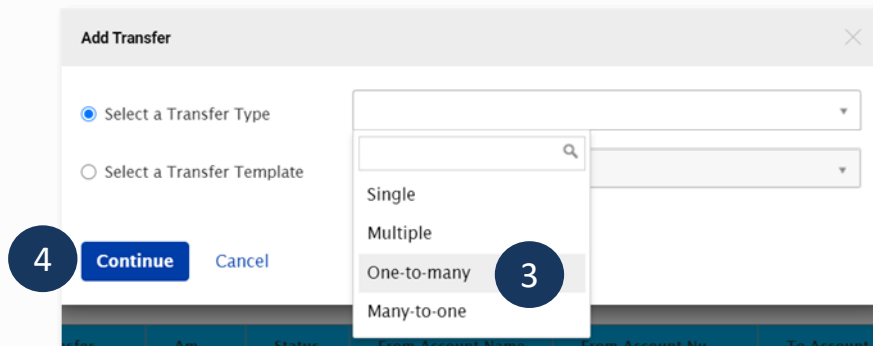 Add Transfer
Select a Transfer Type
Select a Transfer Template
Single
Multiple
One-to-many
3
Many-to-one
4
Continue Cancel
Am Status From Account Name From Account Nu To Account